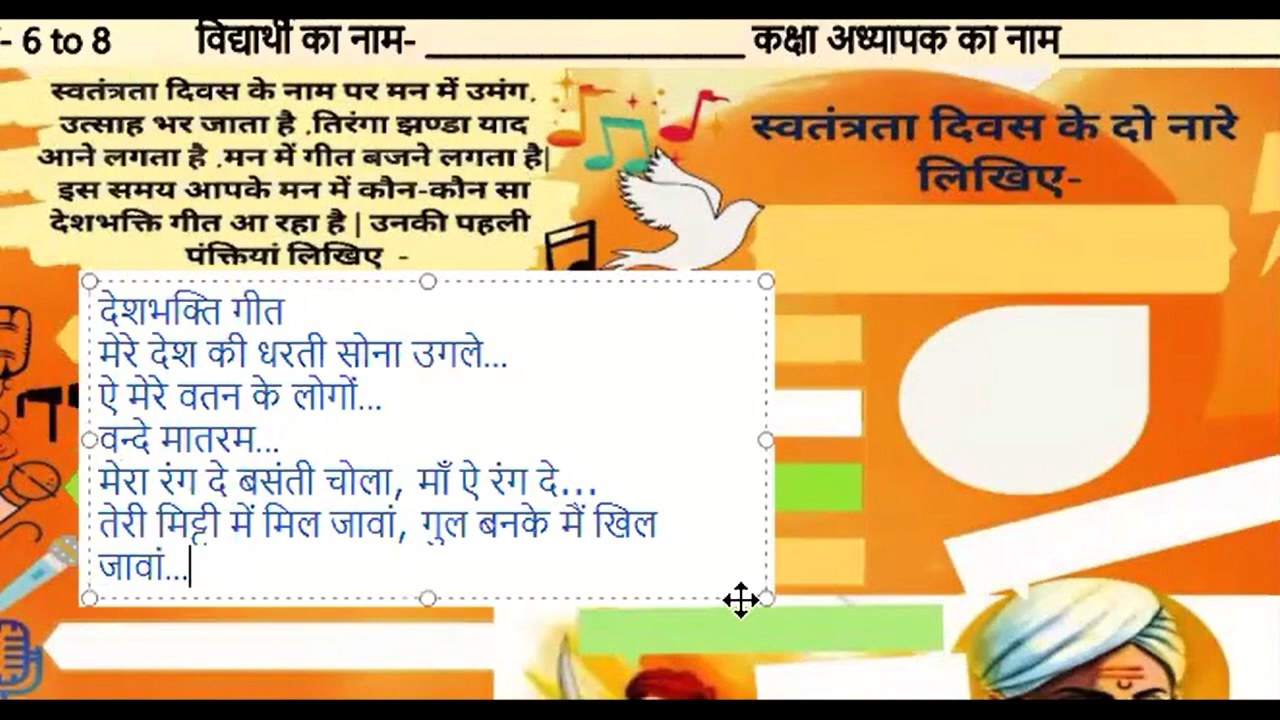 - 6 to 8 विद्यार्थी का नाम- __________________ कक्षा अध्यापक का नाम____________
स्वतंत्रता दिवस के नाम पर मन में उमंग,
उत्साह भर जाता है ,तिरंगा झण्डा याद
आने लगता है ,मन में गीत बजने लगता है|
इस समय आपके मन में कौन-कौन सा
देशभक्ति गीत आ रहा है | उनकी पहली
पंक्तियां लिखिए -
स्वतंत्रता दिवस के दो नारे
लिखिए-
देशभक्ति गीत
मेरे देश की धरती सोना उगले...
ऐ मेरे वतन के लोगों...
वन्दे मातरम...
मेरा रंग दे बसंती चोला, माँ ऐ रंग दे...
तेरी मिट्टी में मिल जावां, गुल बनके मैं खिल
जावां...